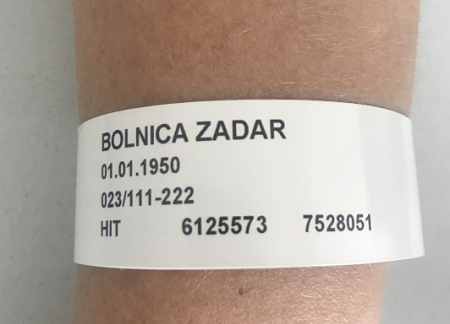 BOLNICA ZADAR
01.01.1950
023/111-222
HIT 6125573 7528051